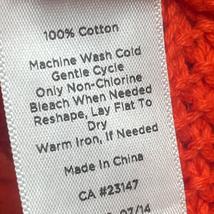 100% Cotton
Machine Wash Cold
Gentle Cycle
Only Non-Chlorine
Bleach When Needed
Reshape, Lay Flat To
Dry
Warm Iron, If Needed
Made In China
CA #23147
07/14